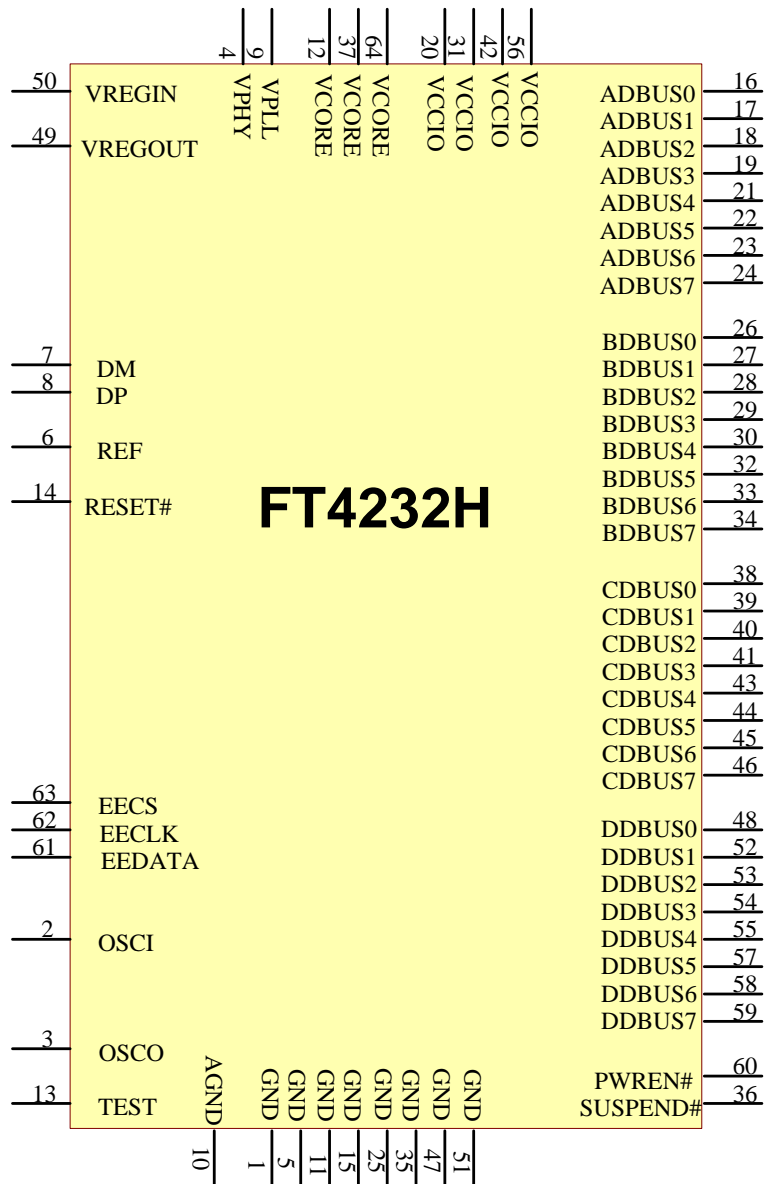 4 9 12 37 64 20 31 42 56
VPHY VPLL VCORE VCORE VCORE VCCIO VCCIO VCCIO VCCIO
50 VREGIN
49 VREGOUT
7 DM
8 DP
6 REF
14 RESET#
63 EECS
62 EECLK
61 EEDATA
2 OSCI
3 OSCO
13 TEST
FT4232H
ADBUS0 16
ADBUS1 17
ADBUS2 18
ADBUS3 19
ADBUS4 21
ADBUS5 22
ADBUS6 23
ADBUS7 24
BDBUS0 26
BDBUS1 27
BDBUS2 28
BDBUS3 29
BDBUS4 30
BDBUS5 32
BDBUS6 33
BDBUS7 34
CDBUS0 38
CDBUS1 39
CDBUS2 40
CDBUS3 41
CDBUS4 43
CDBUS5 44
CDBUS6 45
CDBUS7 46
DDBUS0 48
DDBUS1 52
DDBUS2 53
DDBUS3 54
DDBUS4 55
DDBUS5 57
DDBUS6 58
DDBUS7 59
PWREN# 60
SUSPEND# 36
AGND GND GND GND GND GND GND GND GND
10 1 5 11 15 25 35 47 51